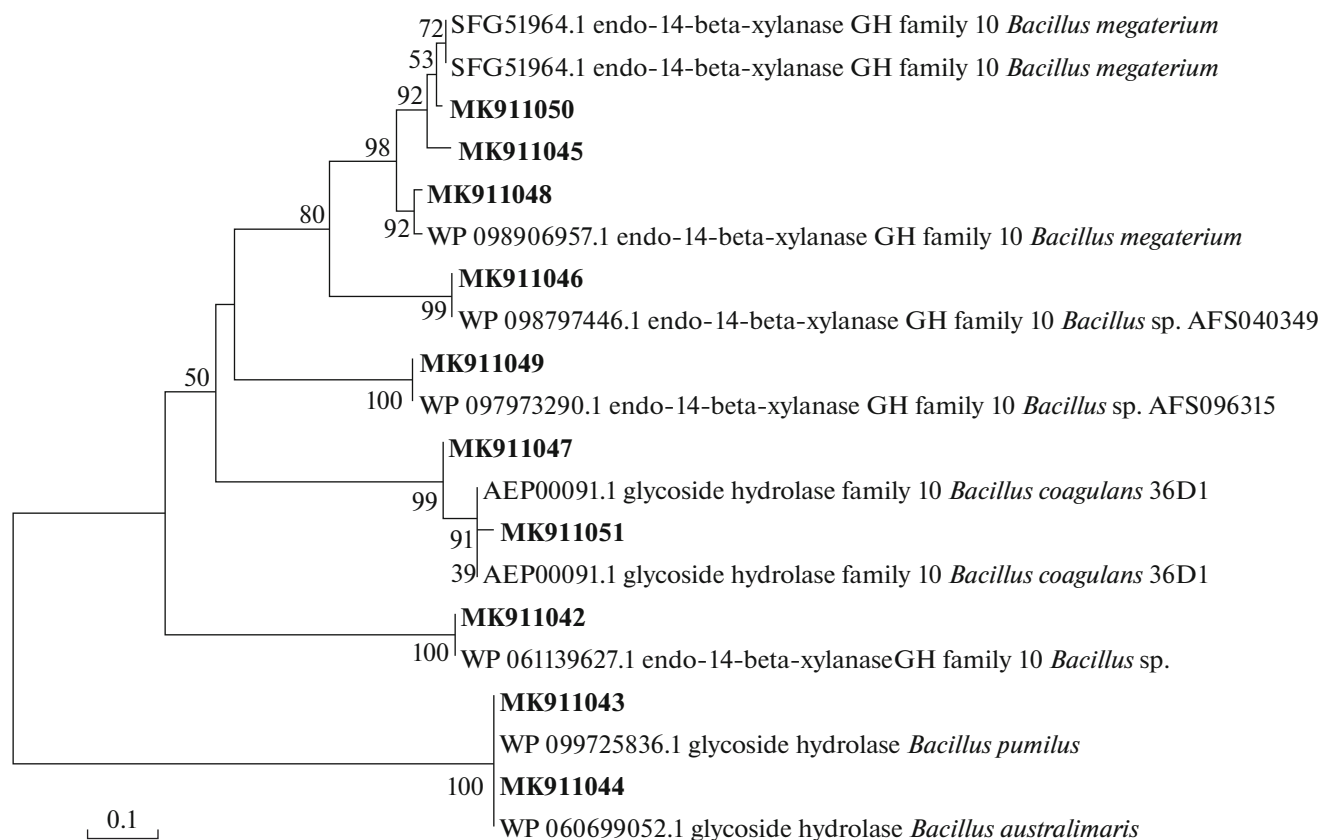 72
SFG51964.1 endo-14-beta-xylanase GH family 10 Bacillus megaterium
53
SFG51964.1 endo-14-beta-xylanase GH family 10 Bacillus megaterium
92
MK911050
98
MK911045
MK911048
80
92
WP 098906957.1 endo-14-beta-xylanase GH family 10 Bacillus megaterium
MK911046
99
WP 098797446.1 endo-14-beta-xylanase GH family 10 Bacillus sp. AFS040349
50
MK911049
100
WP 097973290.1 endo-14-beta-xylanase GH family 10 Bacillus sp. AFS096315
MK911047
99
AEP00091.1 glycoside hydrolase family 10 Bacillus coagulans 36D1
91
MK911051
39
AEP00091.1 glycoside hydrolase family 10 Bacillus coagulans 36D1
MK911042
100
WP 061139627.1 endo-14-beta-xylanaseGH family 10 Bacillus sp.
MK911043
WP 099725836.1 glycoside hydrolase Bacillus pumilus
100
MK911044
0.1
WP 060699052.1 glycoside hydrolase Bacillus australimaris